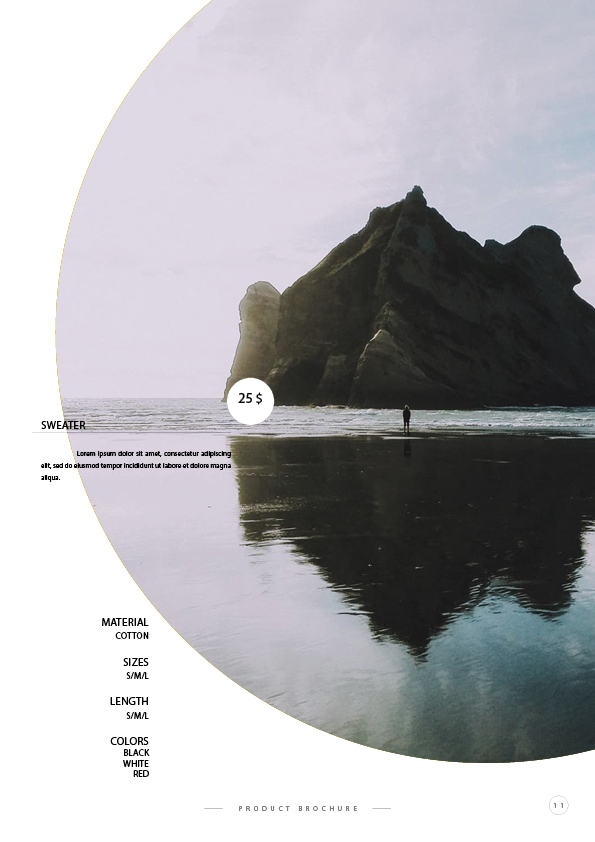 25 $
SWEATER
Lorem ipsum dolor sit amet, consectetur adipiscing
elit, sed do eiusmod tempor incididunt ut labore et dolore magna
aliqua.
MATERIAL
COTTON
SIZES
S/M/L
LENGTH
S/M/L
COLORS
BLACK
WHITE
RED
PRODUCT BROCHURE
11